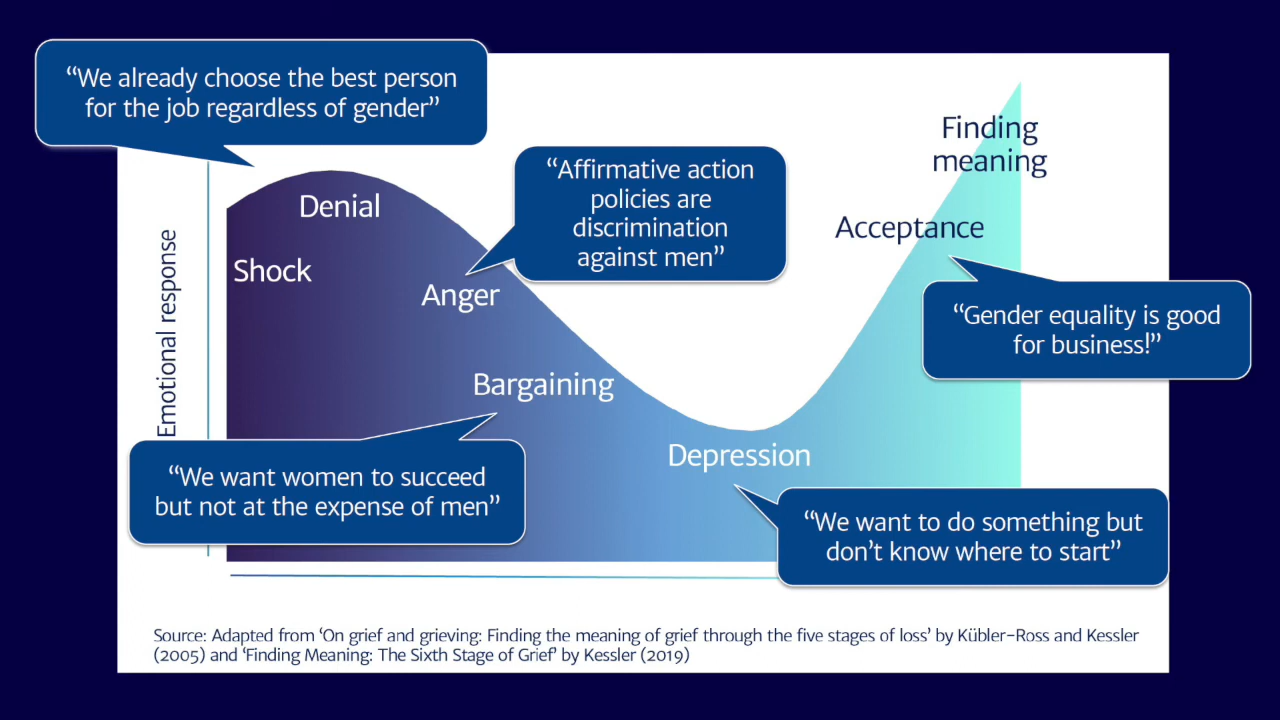 “We already choose the best person
for the job regardless of gender”
Finding
meaning
“Affirmative action
policies are
discrimination
against men”
Denial
Acceptance
Shock
Anger
Emotional response
“Gender equality is good
for business!”
Bargaining
Depression
“We want women to succeed
but not at the expense of men”
“We want to do something but
don’t know where to start”
Source: Adapted from ‘On grief and grieving: Finding the meaning of grief through the five stages of loss’ by Kübler-Ross and Kessler
(2005) and ‘Finding Meaning: The Sixth Stage of Grief’ by Kessler (2019)